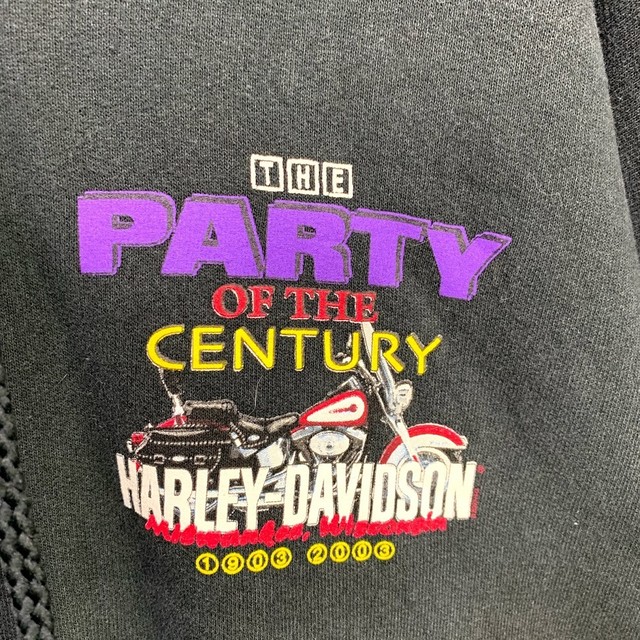 THE
PARTY
OF THE
CENTURY
HARLEY-DAVIDSON
Milwaukee, Wisconsin
1903 2003